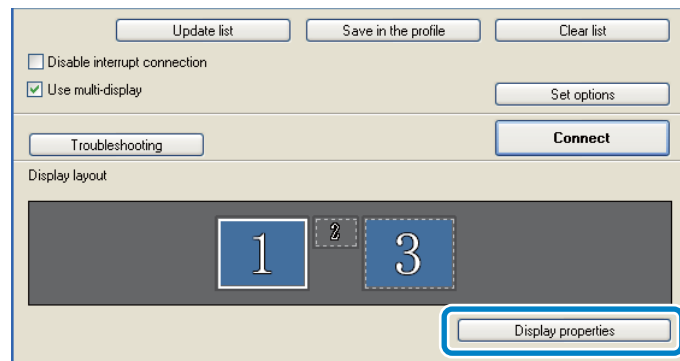 Update list Save in the profile Clear list
Disable interrupt connection
Use multi-display
Set options
Troubleshooting
Connect
Display layout
1 2 3
Display properties